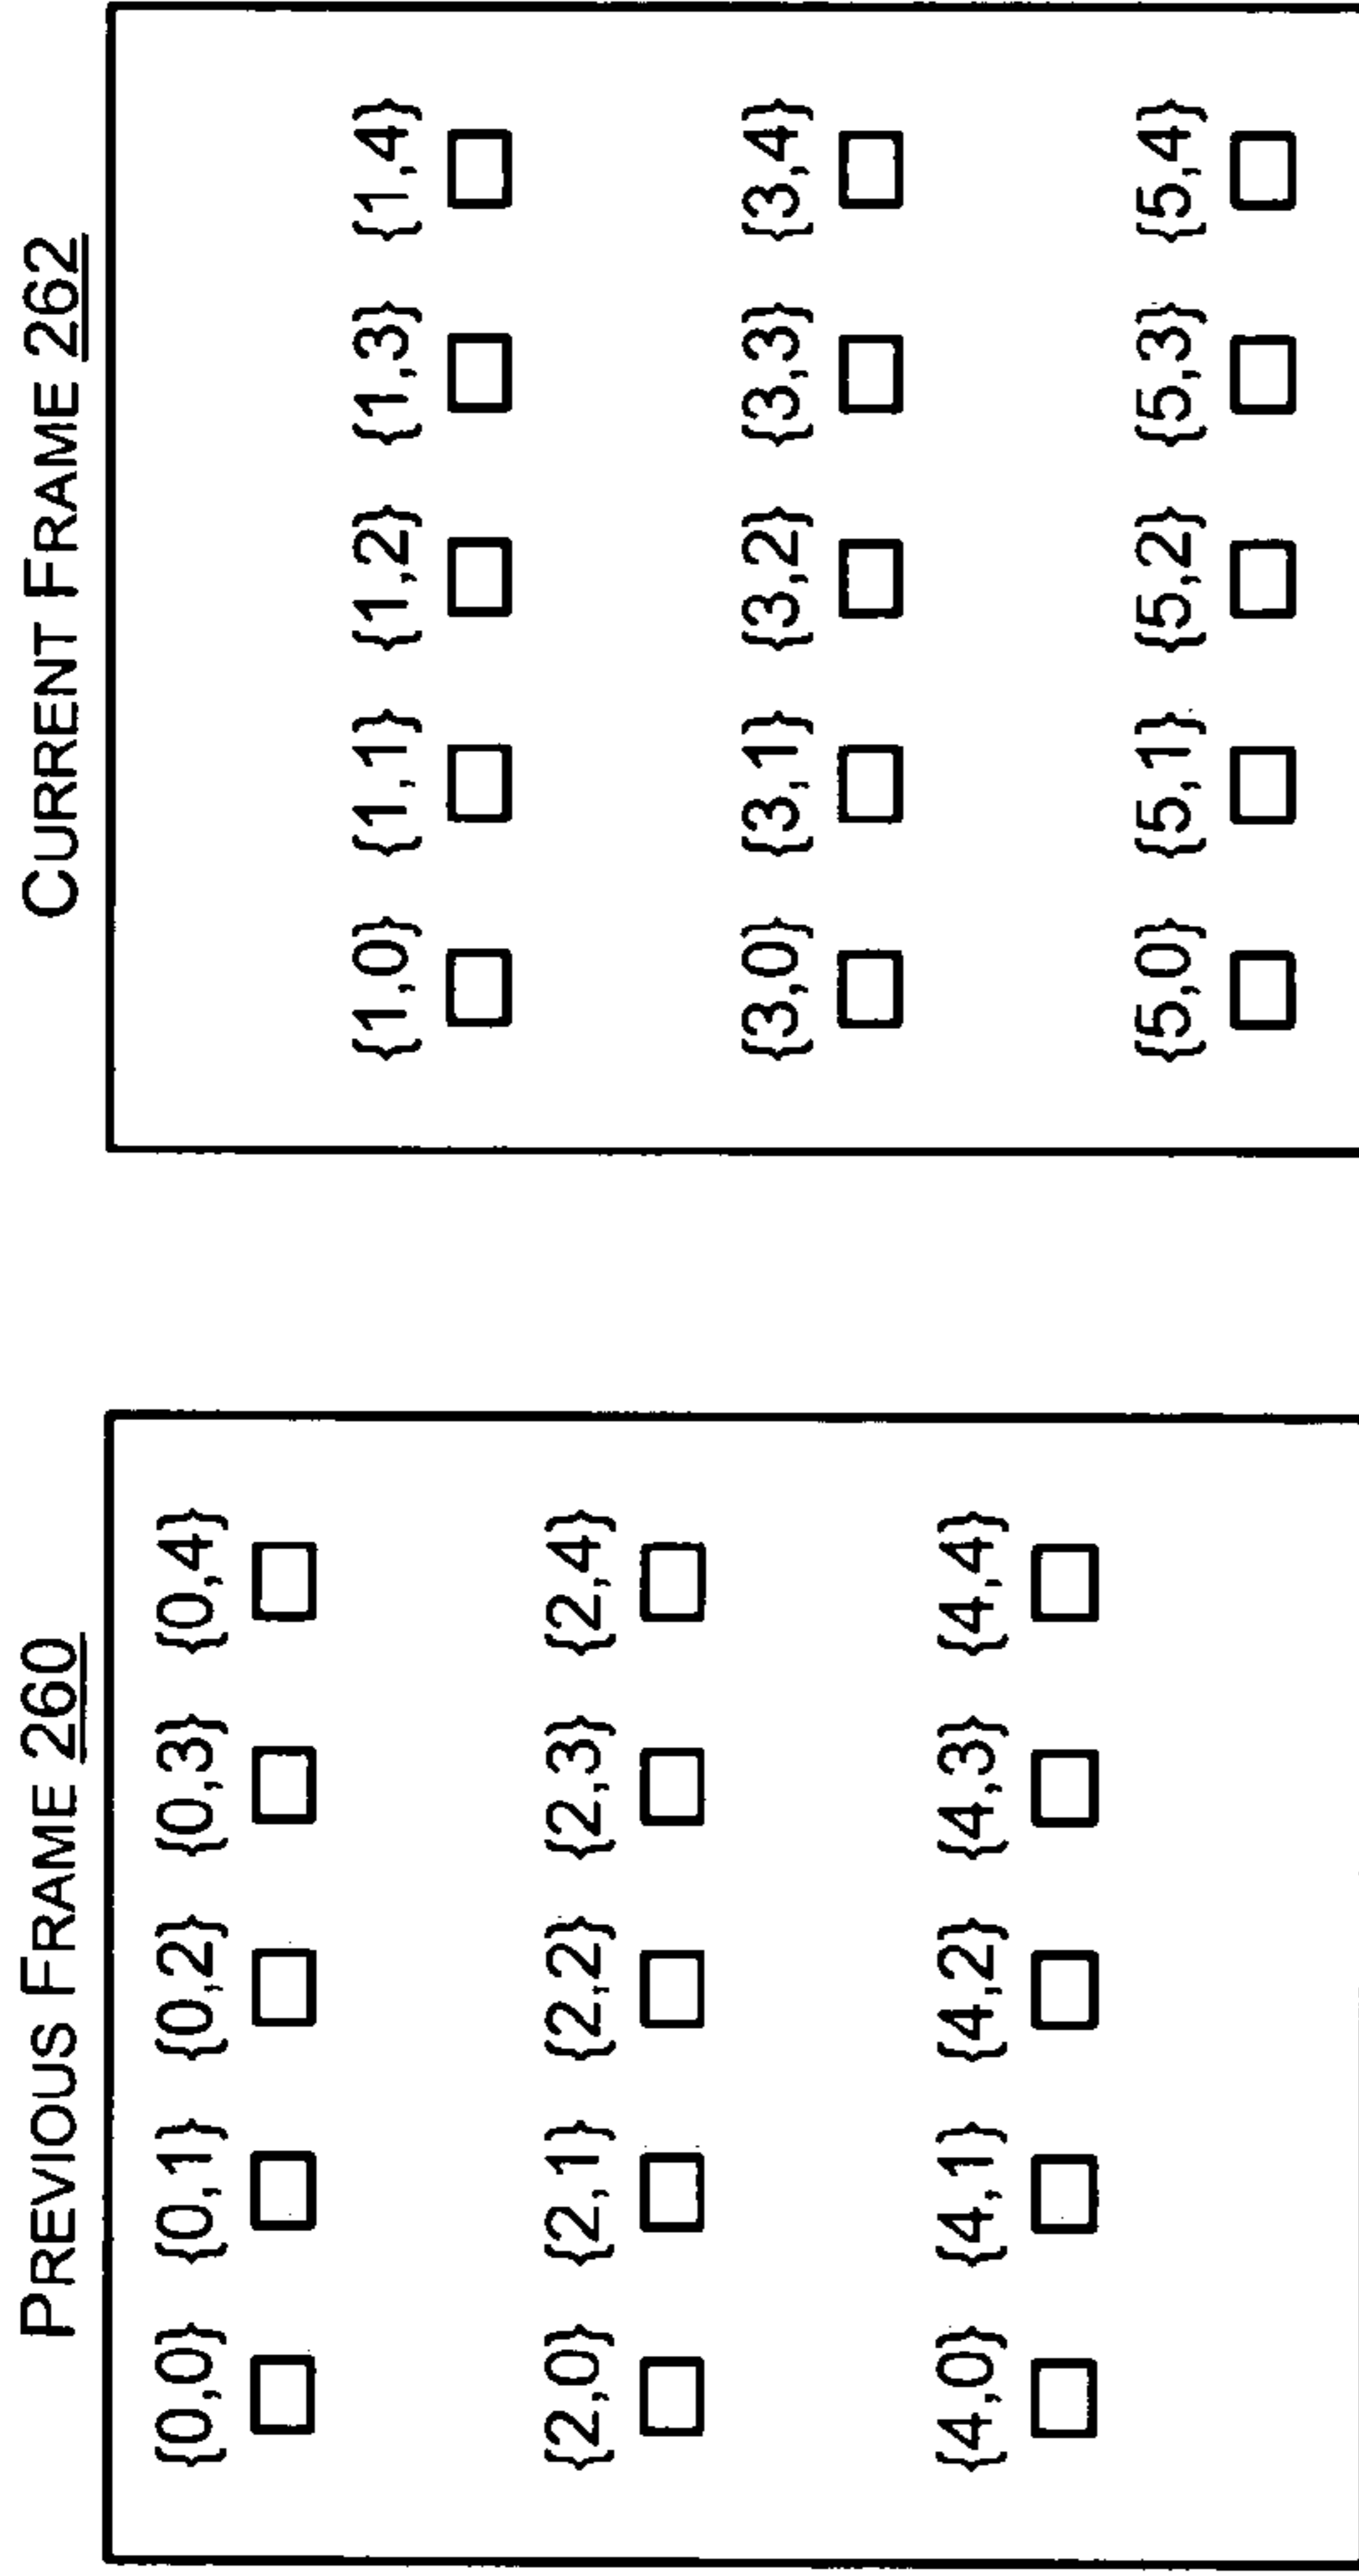 PREVIOUS FRAME 260
{0,0} {0,1} {0,2} {0,3} {0,4}
{2,0} {2,1} {2,2} {2,3} {2,4}
{4,0} {4,1} {4,2} {4,3} {4,4}
CURRENT FRAME 262
{1,0} {1,1} {1,2} {1,3} {1,4}
{3,0} {3,1} {3,2} {3,3} {3,4}
{5,0} {5,1} {5,2} {5,3} {5,4}